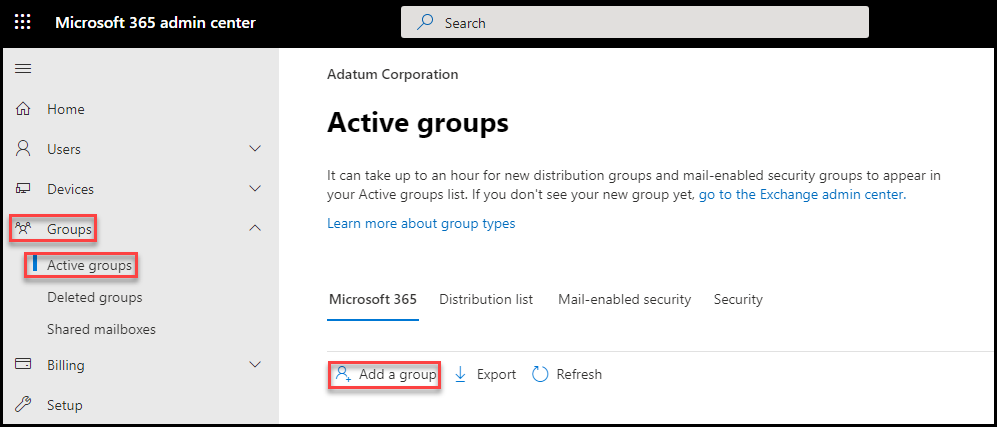 Microsoft 365 admin center
Search
Home
Users
Devices
Groups
Active groups
Deleted groups
Shared mailboxes
Billing
Setup
Adatum Corporation
Active groups
It can take up to an hour for new distribution groups and mail-enabled security groups to appear in
your Active groups list. If you don't see your new group yet, go to the Exchange admin center.
Learn more about group types
Microsoft 365 Distribution list Mail-enabled security Security
Add a group Export Refresh